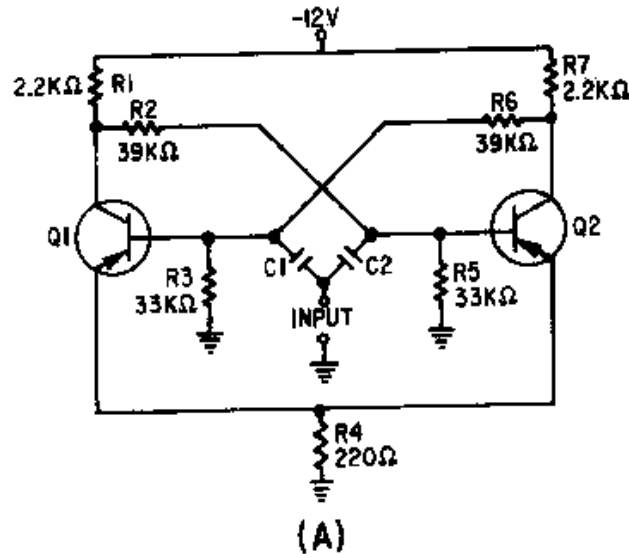 -12V
2.2KΩ R1
R7
2.2KΩ
R2
39KΩ
R6
39KΩ
Q1
Q2
C1 C2
R3
33KΩ
INPUT
R5
33KΩ
R4
220Ω
(A)